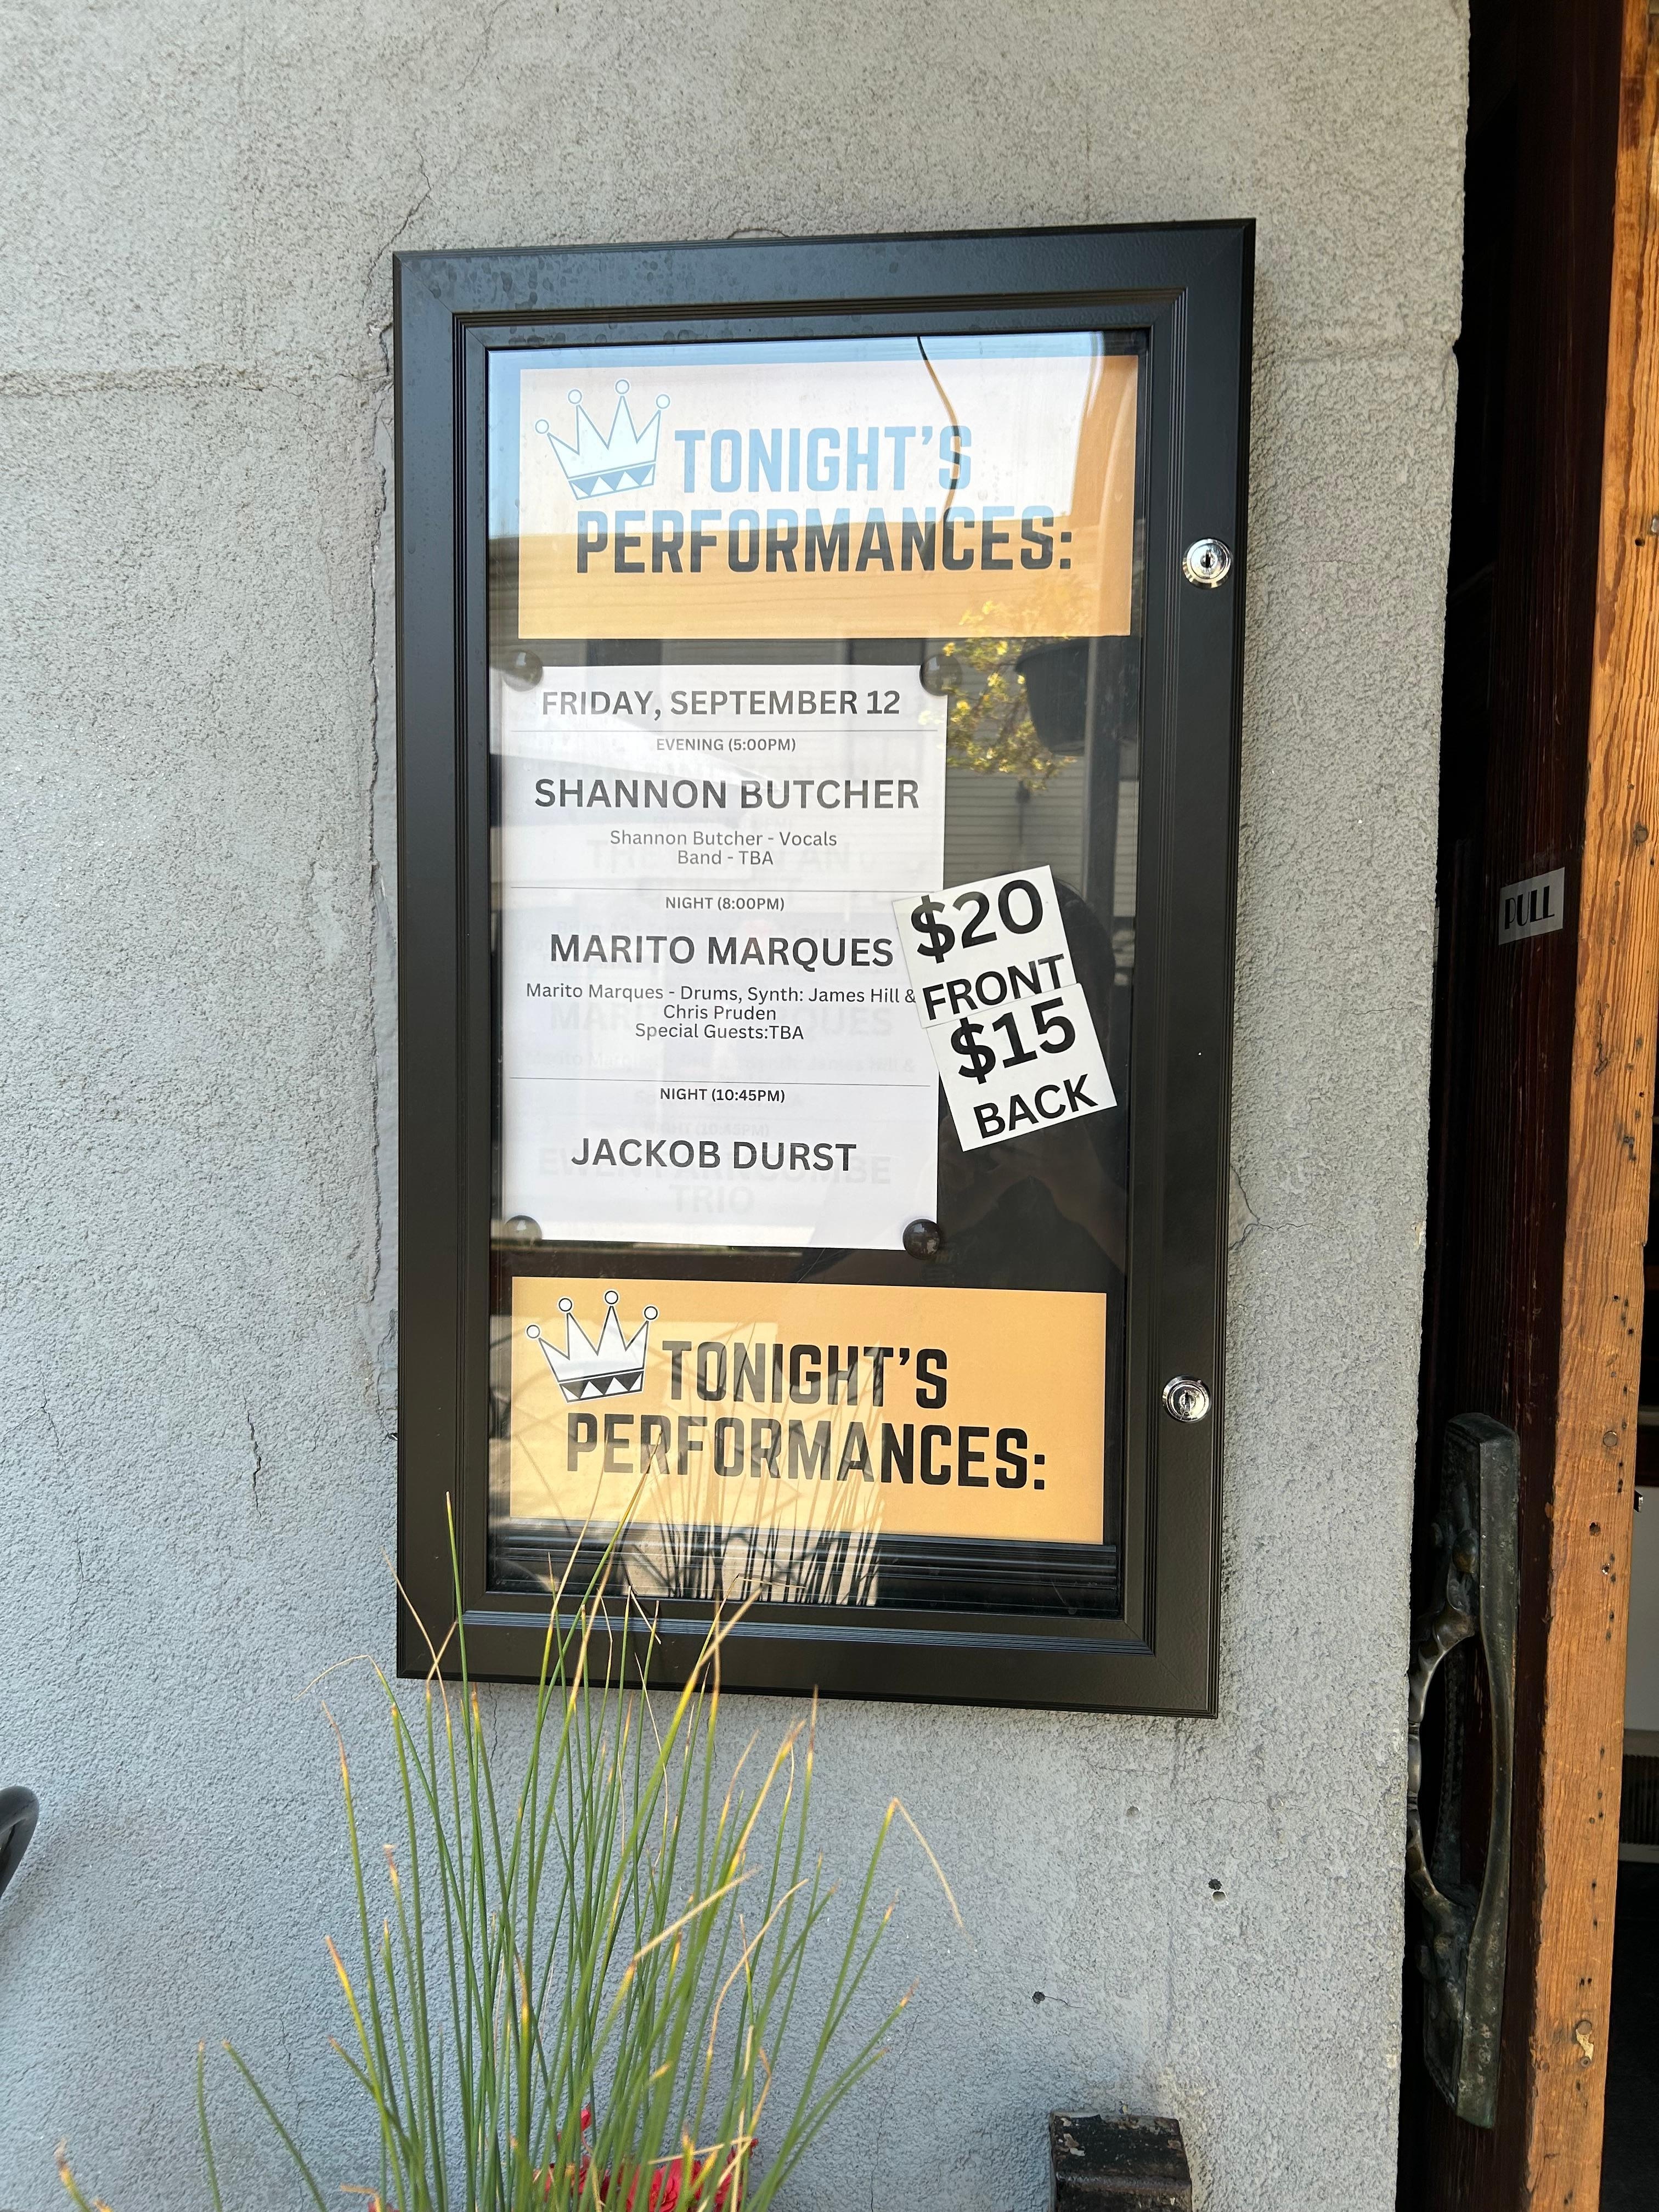 TONIGHT'S
PERFORMANCES:
FRIDAY, SEPTEMBER 12
EVENING (5:00PM)
SHANNON BUTCHER
Shannon Butcher - Vocals
Band - TBA
NIGHT (8:00PM)
MARITO MARQUES
Marito Marques - Drums, Synth: James Hill &
Chris Pruden
Special Guests:TBA
NIGHT (10:45PM)
JACKOB DURST
$20
FRONT
$15
BACK
TONIGHT'S
PERFORMANCES:
PULL